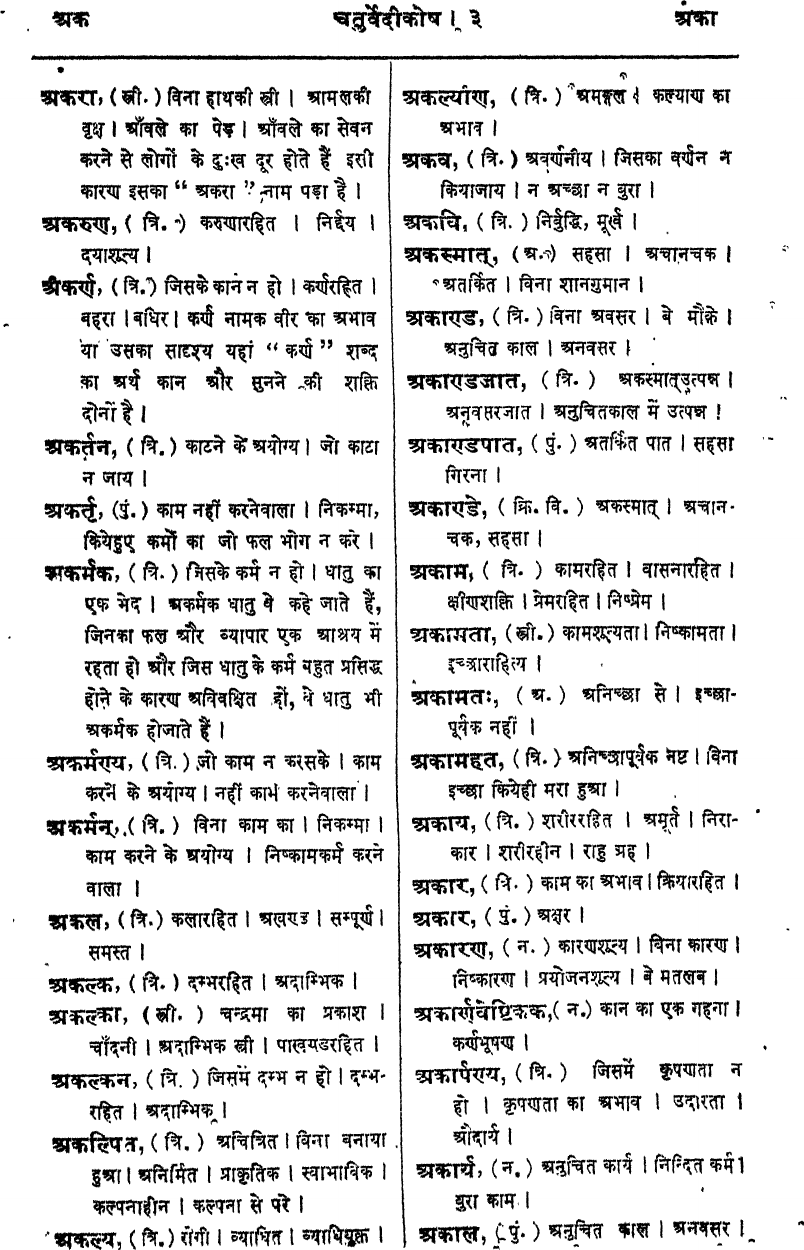 अक चतुर्वेदीकोष । ३ अंका
अकरा, (स्त्री.) विना हाथकी स्त्री । आमलकी
वृक्ष । आँवले का पेड़ । आँवले का सेवन
करने से लोगों के दुःख दूर होते हैं इसी
कारण इसका “ अकरा ” नाम पड़ा है ।
अकरुण, ( त्रि. ) करुणारहित । निर्द्दय ।
दयाशून्य ।
अकर्ण, (त्रि.) जिसके कान न हो । कर्णरहित ।
बहरा । बधिर । कर्ण नामक वीर का अभाव
या उसका सादृश्य यहां “ कर्ण ” शब्द
का अर्थ कान और सुनने की शक्ति
दोनों है ।
अकर्तन, (त्रि.) काटने के अयोग्य । जो काटा
न जाय ।
अकर्तृ, (पुं.) काम नहीं करनेवाला । निकम्मा,
कियेहुए कर्मों का जो फल भोग न करे ।
अकर्मक, (त्रि.) जिसके कर्म न हो । धातु का
एक भेद । अकर्मक धातु वे कहे जाते हैं,
जिनका फल और व्यापार एक आश्रय में
रहता हो और जिस धातु के कर्म बहुत प्रसिद्ध
होने के कारण अविवक्षित हों, वे धातु भी
अकर्मक होजाते हैं ।
अकर्मण्य, (त्रि.) जो काम न करसके । काम
करने के अयोग्य । नहीं काम करनेवाला ।
अकर्मन्, (त्रि.) विना काम का । निकम्मा ।
काम करने के अयोग्य । निष्कामकर्म करने
वाला ।
अकल, (त्रि.) कलारहित । अखण्ड । सम्पूर्ण ।
समस्त ।
अकल्क, (त्रि.) दम्भरहित । अदाम्भिक ।
अकल्का, (स्त्री.) चन्द्रमा का प्रकाश ।
चाँदनी । अदाम्भिक स्त्री । पाखण्डरहित ।
अकल्कन, (त्रि.) जिसमें दम्भ न हो । दम्भ-
रहित । अदाम्भिक ।
अकल्पित, (त्रि.) अचित्रित । विना बनाया
हुआ । अनिर्मित । प्राकृतिक । स्वाभाविक ।
कल्पनाहीन । कल्पना से परे ।
अकल्य, (त्रि.) रोगी । व्याधित । व्याधियुक्त ।
अकल्याण, (त्रि.) अमङ्गल । कल्याण का
अभाव ।
अकव, (त्रि.) अवर्णनीय । जिसका वर्णन न
कियाजाय । न अच्छा न बुरा ।
अकवि, (त्रि.) निर्बुद्धि, मूर्ख ।
अकस्मात्, (अ.) सहसा । अचानचक ।
अतर्कित । विना शानगुमान ।
अकाण्ड, (त्रि.) विना अवसर । बे मौक़े ।
अनुचित काल । अनवसर ।
अकाण्डजात, (त्रि.) अकस्मात्उत्पन्न ।
अनवसरजात । अनुचितकाल में उत्पन्न ।
अकाण्डपात, (पुं.) अतर्कित पात । सहसा
गिरना ।
अकाण्डे, (क्रि. वि.) अकस्मात् । अचान-
चक, सहसा ।
अकाम, (त्रि.) कामरहित । वासनारहित ।
क्षीणशक्ति । प्रेमरहित । निष्प्रेम ।
अकामता, (स्त्री.) कामशून्यता । निष्कामता ।
इच्छाराहित्य ।
अकामतः, (अ.) अनिच्छा से । इच्छा-
पूर्वक नहीं ।
अकामहत, (त्रि.) अनिच्छापूर्वक नष्ट । विना
इच्छा कियेही मरा हुआ ।
अकाय, (त्रि.) शरीररहित । अमूर्त । निरा-
कार । शरीरहीन । राहु ग्रह ।
अकार, (त्रि.) काम का अभाव । क्रियारहित ।
अकार, (पुं.) अक्षर ।
अकारण, (न.) कारणशून्य । विना कारण ।
निष्कारण । प्रयोजनशून्य । बे मतलब ।
अकार्णवेष्टिकक, (न.) कान का एक गहना ।
कर्णभूषण ।
अकार्पण्य, (त्रि.) जिसमें कृपणता न
हो । कृपणता का अभाव । उदारता ।
औदार्य ।
अकार्य, (न.) अनुचित कार्य । निन्दित कर्म ।
बुरा काम ।
अकाल, (पुं.) अनुचित काल । अनवसर ।